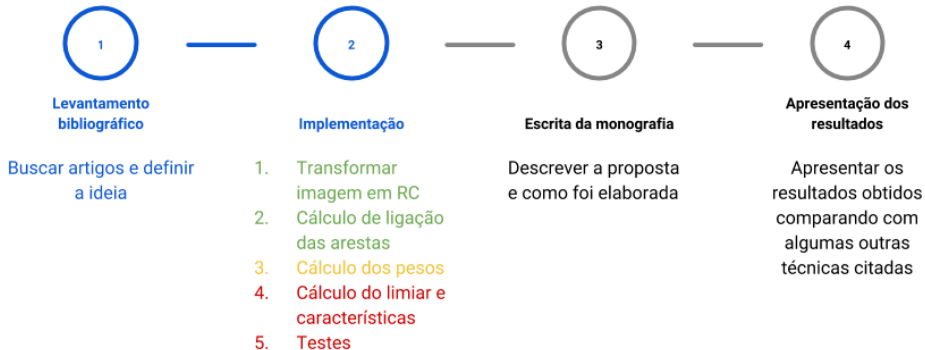 1
2
3
4
Levantamento
bibliográfico
Buscar artigos e definir
a ideia
Implementação
1. Transformar
imagem em RC
2. Cálculo de ligação
das arestas
3. Cálculo dos pesos
4. Cálculo do limiar e
características
5. Testes
Escrita da monografia
Descrever a proposta
e como foi elaborada
Apresentação dos
resultados
Apresentar os
resultados obtidos
comparando com
algumas outras
técnicas citadas